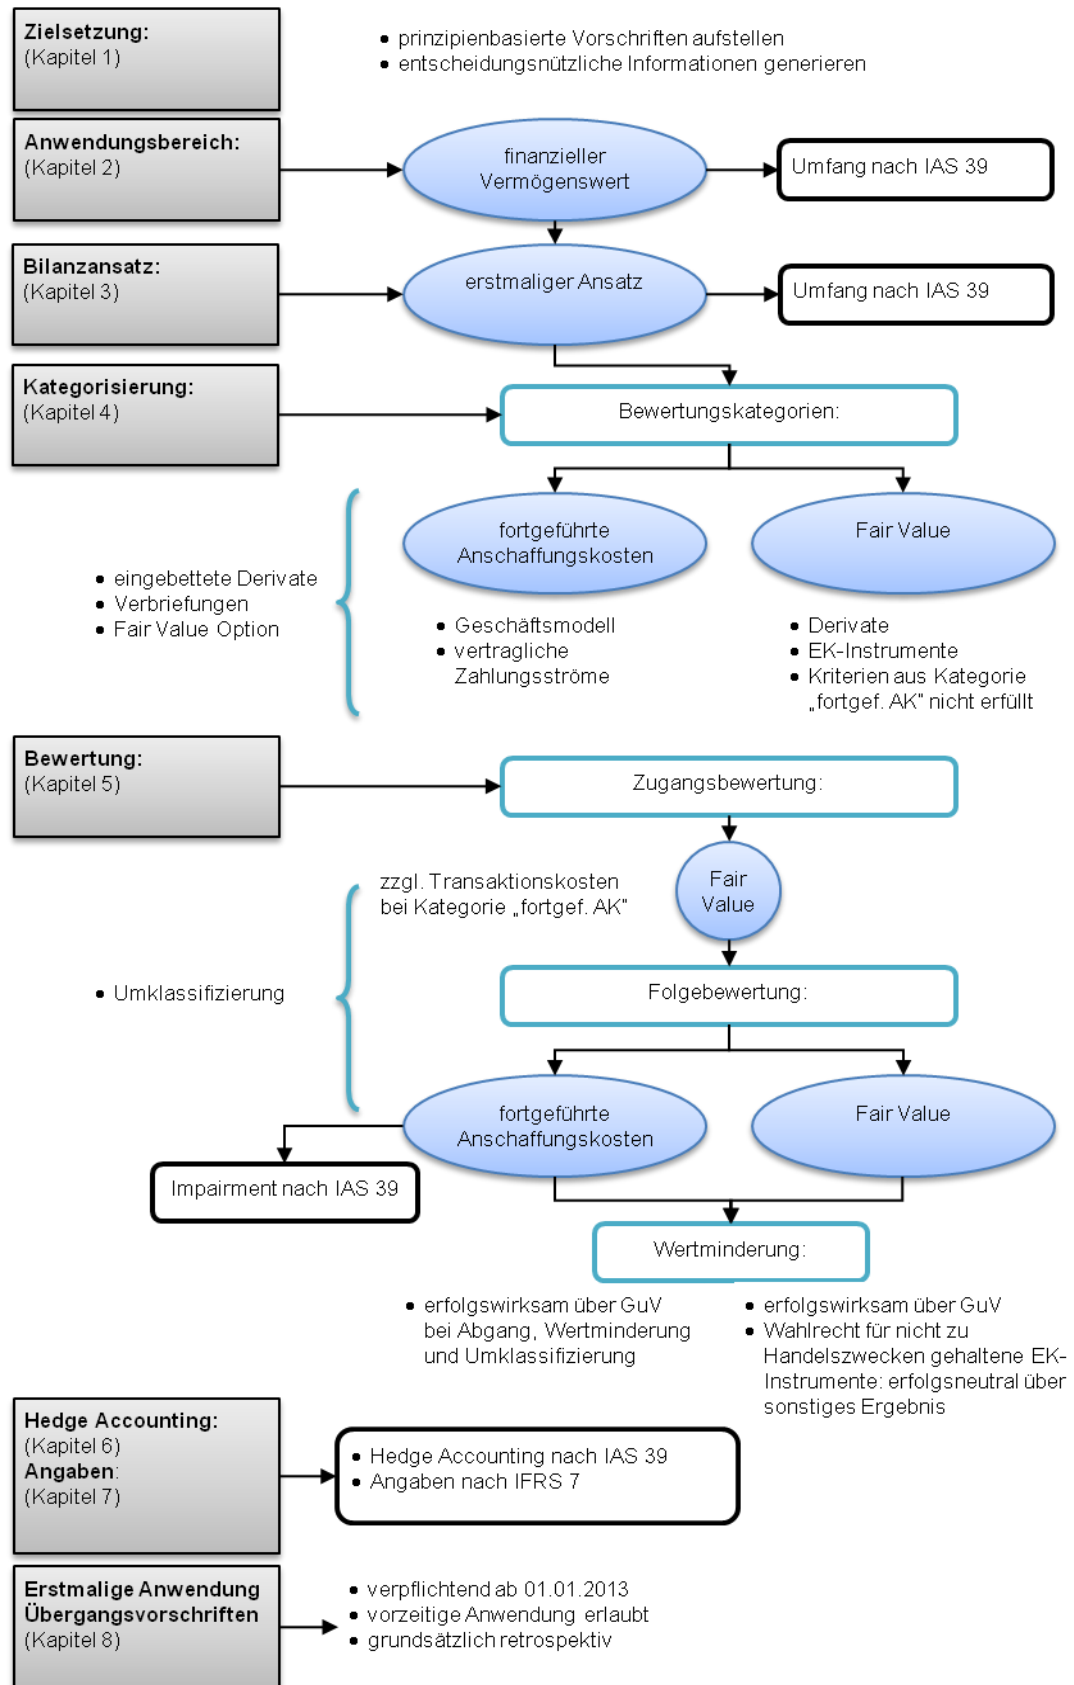 Zielsetzung:
(Kapitel 1)
• prinzipienbasierte Vorschriften aufstellen
• entscheidungsnützliche Informationen generieren
Anwendungsbereich:
(Kapitel 2)
finanzieller
Vermögenswert
Umfang nach IAS 39
Bilanzansatz:
(Kapitel 3)
erstmaliger Ansatz
Umfang nach IAS 39
Kategorisierung:
(Kapitel 4)
Bewertungskategorien:
fortgeführte
Anschaffungskosten
Fair Value
• eingebettete Derivate
• Verbriefungen
• Fair Value Option
• Geschäftsmodell
• vertragliche
Zahlungsströme
• Derivate
• EK-Instrumente
• Kriterien aus Kategorie
„fortgef. AK" nicht erfüllt
Bewertung:
(Kapitel 5)
Zugangsbewertung:
Fair
Value
zzgl. Transaktionskosten
bei Kategorie „fortgef. AK"
• Umklassifizierung
Folgebewertung:
fortgeführte
Anschaffungskosten
Fair Value
Impairment nach IAS 39
Wertminderung:
• erfolgswirksam über GuV
bei Abgang, Wertminderung
und Umklassifizierung
• erfolgswirksam über GuV
• Wahlrecht für nicht zu
Handelszwecken gehaltene EK-
Instrumente: erfolgsneutral über
sonstiges Ergebnis
Hedge Accounting:
(Kapitel 6)
Angaben:
(Kapitel 7)
• Hedge Accounting nach IAS 39
• Angaben nach IFRS 7
Erstmalige Anwendung
Übergangsvorschriften
(Kapitel 8)
• verpflichtend ab 01.01.2013
• vorzeitige Anwendung erlaubt
• grundsätzlich retrospektiv